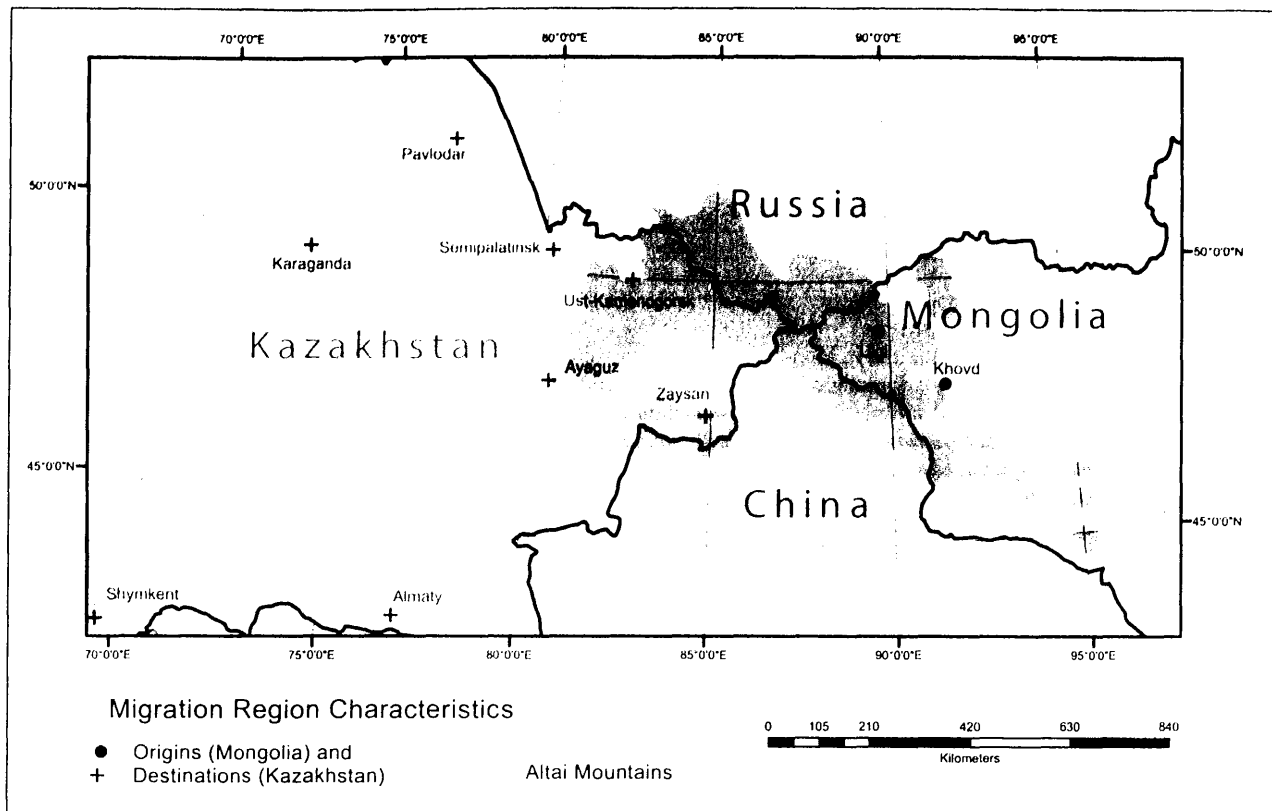 70°0'0"E 75°0'0"E 80°0'0"E 85°0'0"E 90°0'0"E 95°0'0"E
Pavlodar
50°0'0"N
Russia
Semipalatinsk
Karaganda
50°0'0"N
Ust-Kamenogorsk
Mongolia
Kazakhstan
Ayaguz
Khovd
Zaysan
45°0'0"N
China
45°0'0"N
Shymkent
Almaty
70°0'0"E 75°0'0"E 80°0'0"E 85°0'0"E 90°0'0"E 95°0'0"E
Migration Region Characteristics
0 105 210 420 630 840
Kilometers
Origins (Mongolia) and
Destinations (Kazakhstan)
Altai Mountains